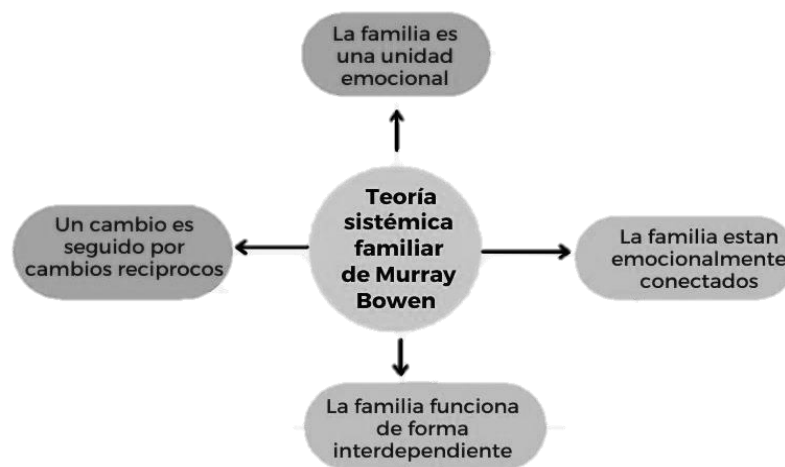 La familia es
una unidad
emocional
Teoría
sistémica
familiar
de Murray
Bowen
Un cambio es
seguido por
cambios reciprocos
La familia estan
emocionalmente
conectados
La familia funciona
de forma
interdependiente